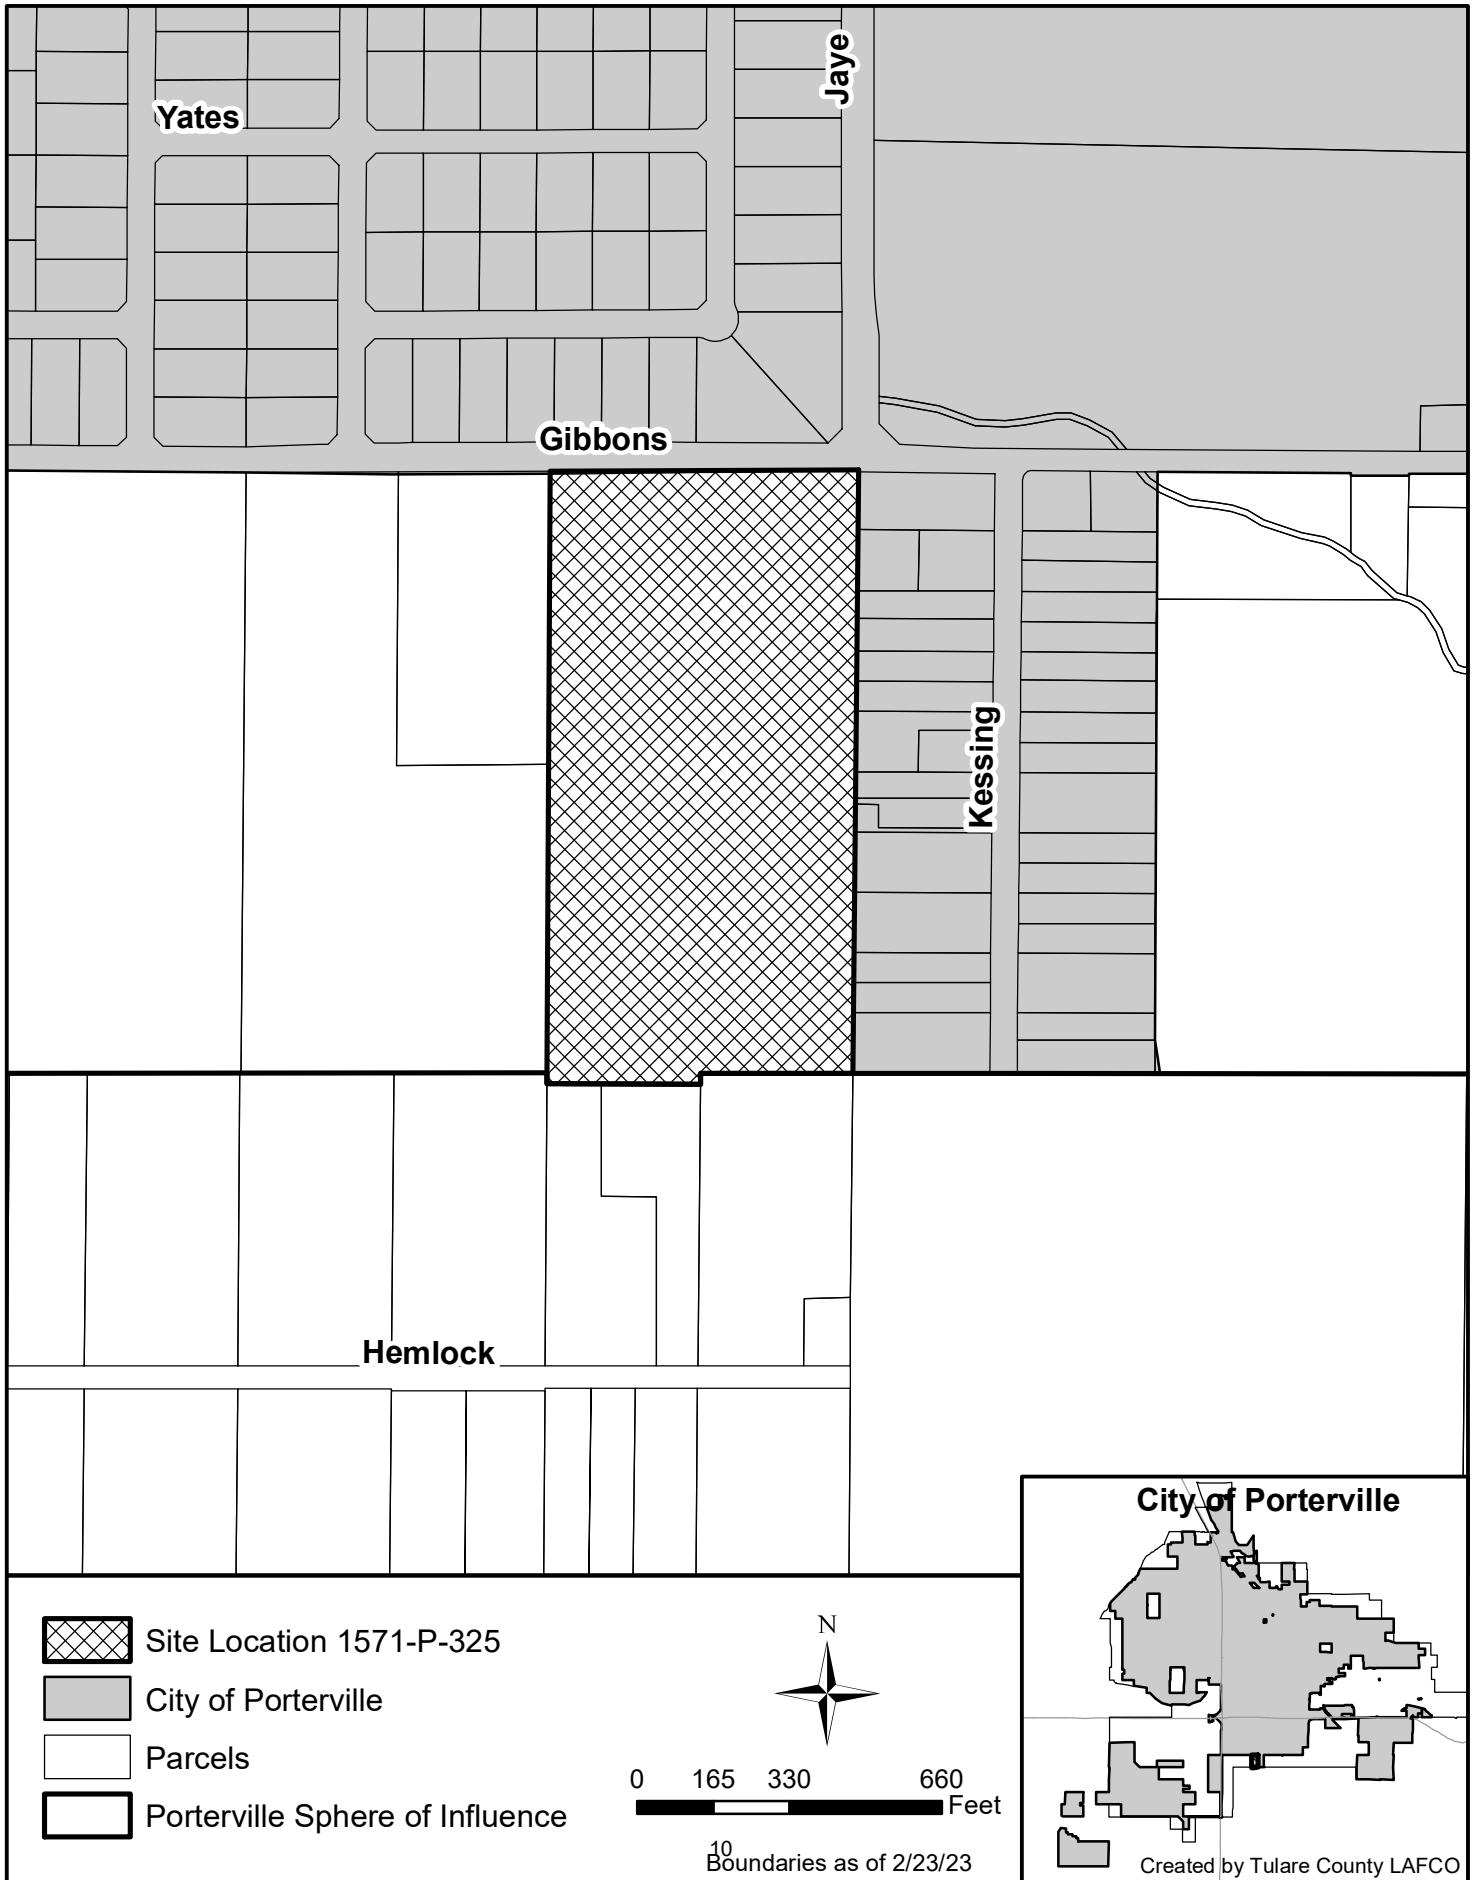 Jaye
Yates
Gibbons
Kessing
Hemlock
City of Porterville
Site Location 1571-P-325
City of Porterville
Parcels
Porterville Sphere of Influence
N
0 165 330 660
Feet
10
Boundaries as of 2/23/23
Created by Tulare County LAFCO